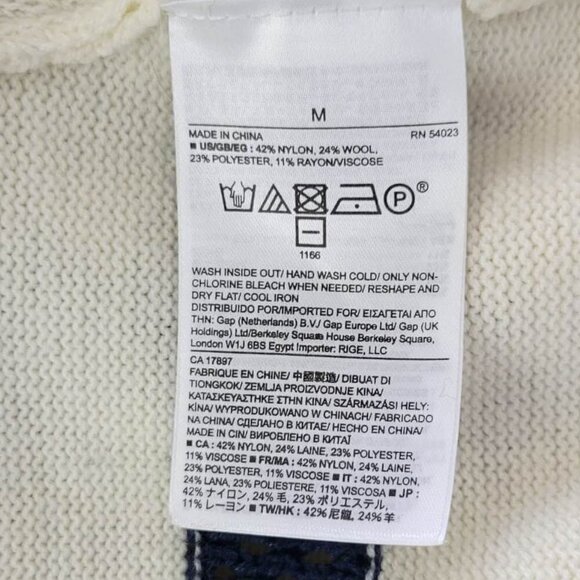 M
MADE IN CHINA RN 54023
■ US/GB/EG : 42% NYLON, 24% WOOL,
23% POLYESTER, 11% RAYON/VISCOSE
P ®
1166
WASH INSIDE OUT/ HAND WASH COLD/ ONLY NON-
CHLORINE BLEACH WHEN NEEDED/ RESHAPE AND
DRY FLAT/ COOL IRON
DISTRIBUIDO POR/IMPORTED FOR/ ΕΙΣΑΓΕΤΑΙ ΑΠΟ
ΤΗΝ: Gap (Netherlands) B.V./ Gap Europe Ltd/ Gap (UK
Holdings) Ltd/Berkeley Square House Berkeley Square,
London W1J 6BS Egypt Importer: RIGE, LLC
CA 17897
FABRIQUÉ EN CHINE/ 中國製造/ DIBUAT DI
TIONGKOK/ ZEMLJA PROIZVODNJE KINA/
ΚΑΤΑΣΚΕΥΑΣΤΗΚΕ ΣΤΗΝ ΚΙΝΑ/ SZÁRMAZÁSI HELY:
KÍNA/ WYPRODUKOWANO W CHINACH/ FABRICADO
NA CHINA/ СДЕЛАНО В КИТАЕ/ HECHO EN CHINA/
MADE IN CIN/ ВИРОБЛЕНО В КИТАЇ
■ CA : 42% NYLON, 24% LAINE, 23% POLYESTER,
11% VISCOSE ■ FR/MA : 42% NYLON, 24% LAINE,
23% POLYESTER, 11% VISCOSE ■ IT : 42% NYLON,
24% LANA, 23% POLIESTERE, 11% VISCOSA ■ JP :
42% ナイロン, 24% 毛, 23% ポリエステル,
11% レーヨン ■ TW/HK : 42% 尼龍, 24% 羊